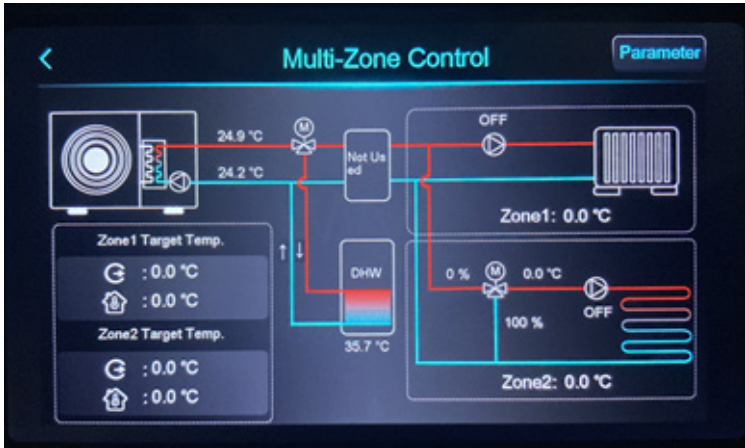 Multi-Zone Control
Parameter
OFF
24.9 °C
M
Not Us
ed
24.2 °C
Zone1: 0.0 °C
Zone1 Target Temp.
: 0.0 °C
: 0.0 °C
↑ ↓
DHW
0 %
M
0.0 °C
OFF
100 %
35.7 °C
Zone2 Target Temp.
: 0.0 °C
: 0.0 °C
Zone2: 0.0 °C